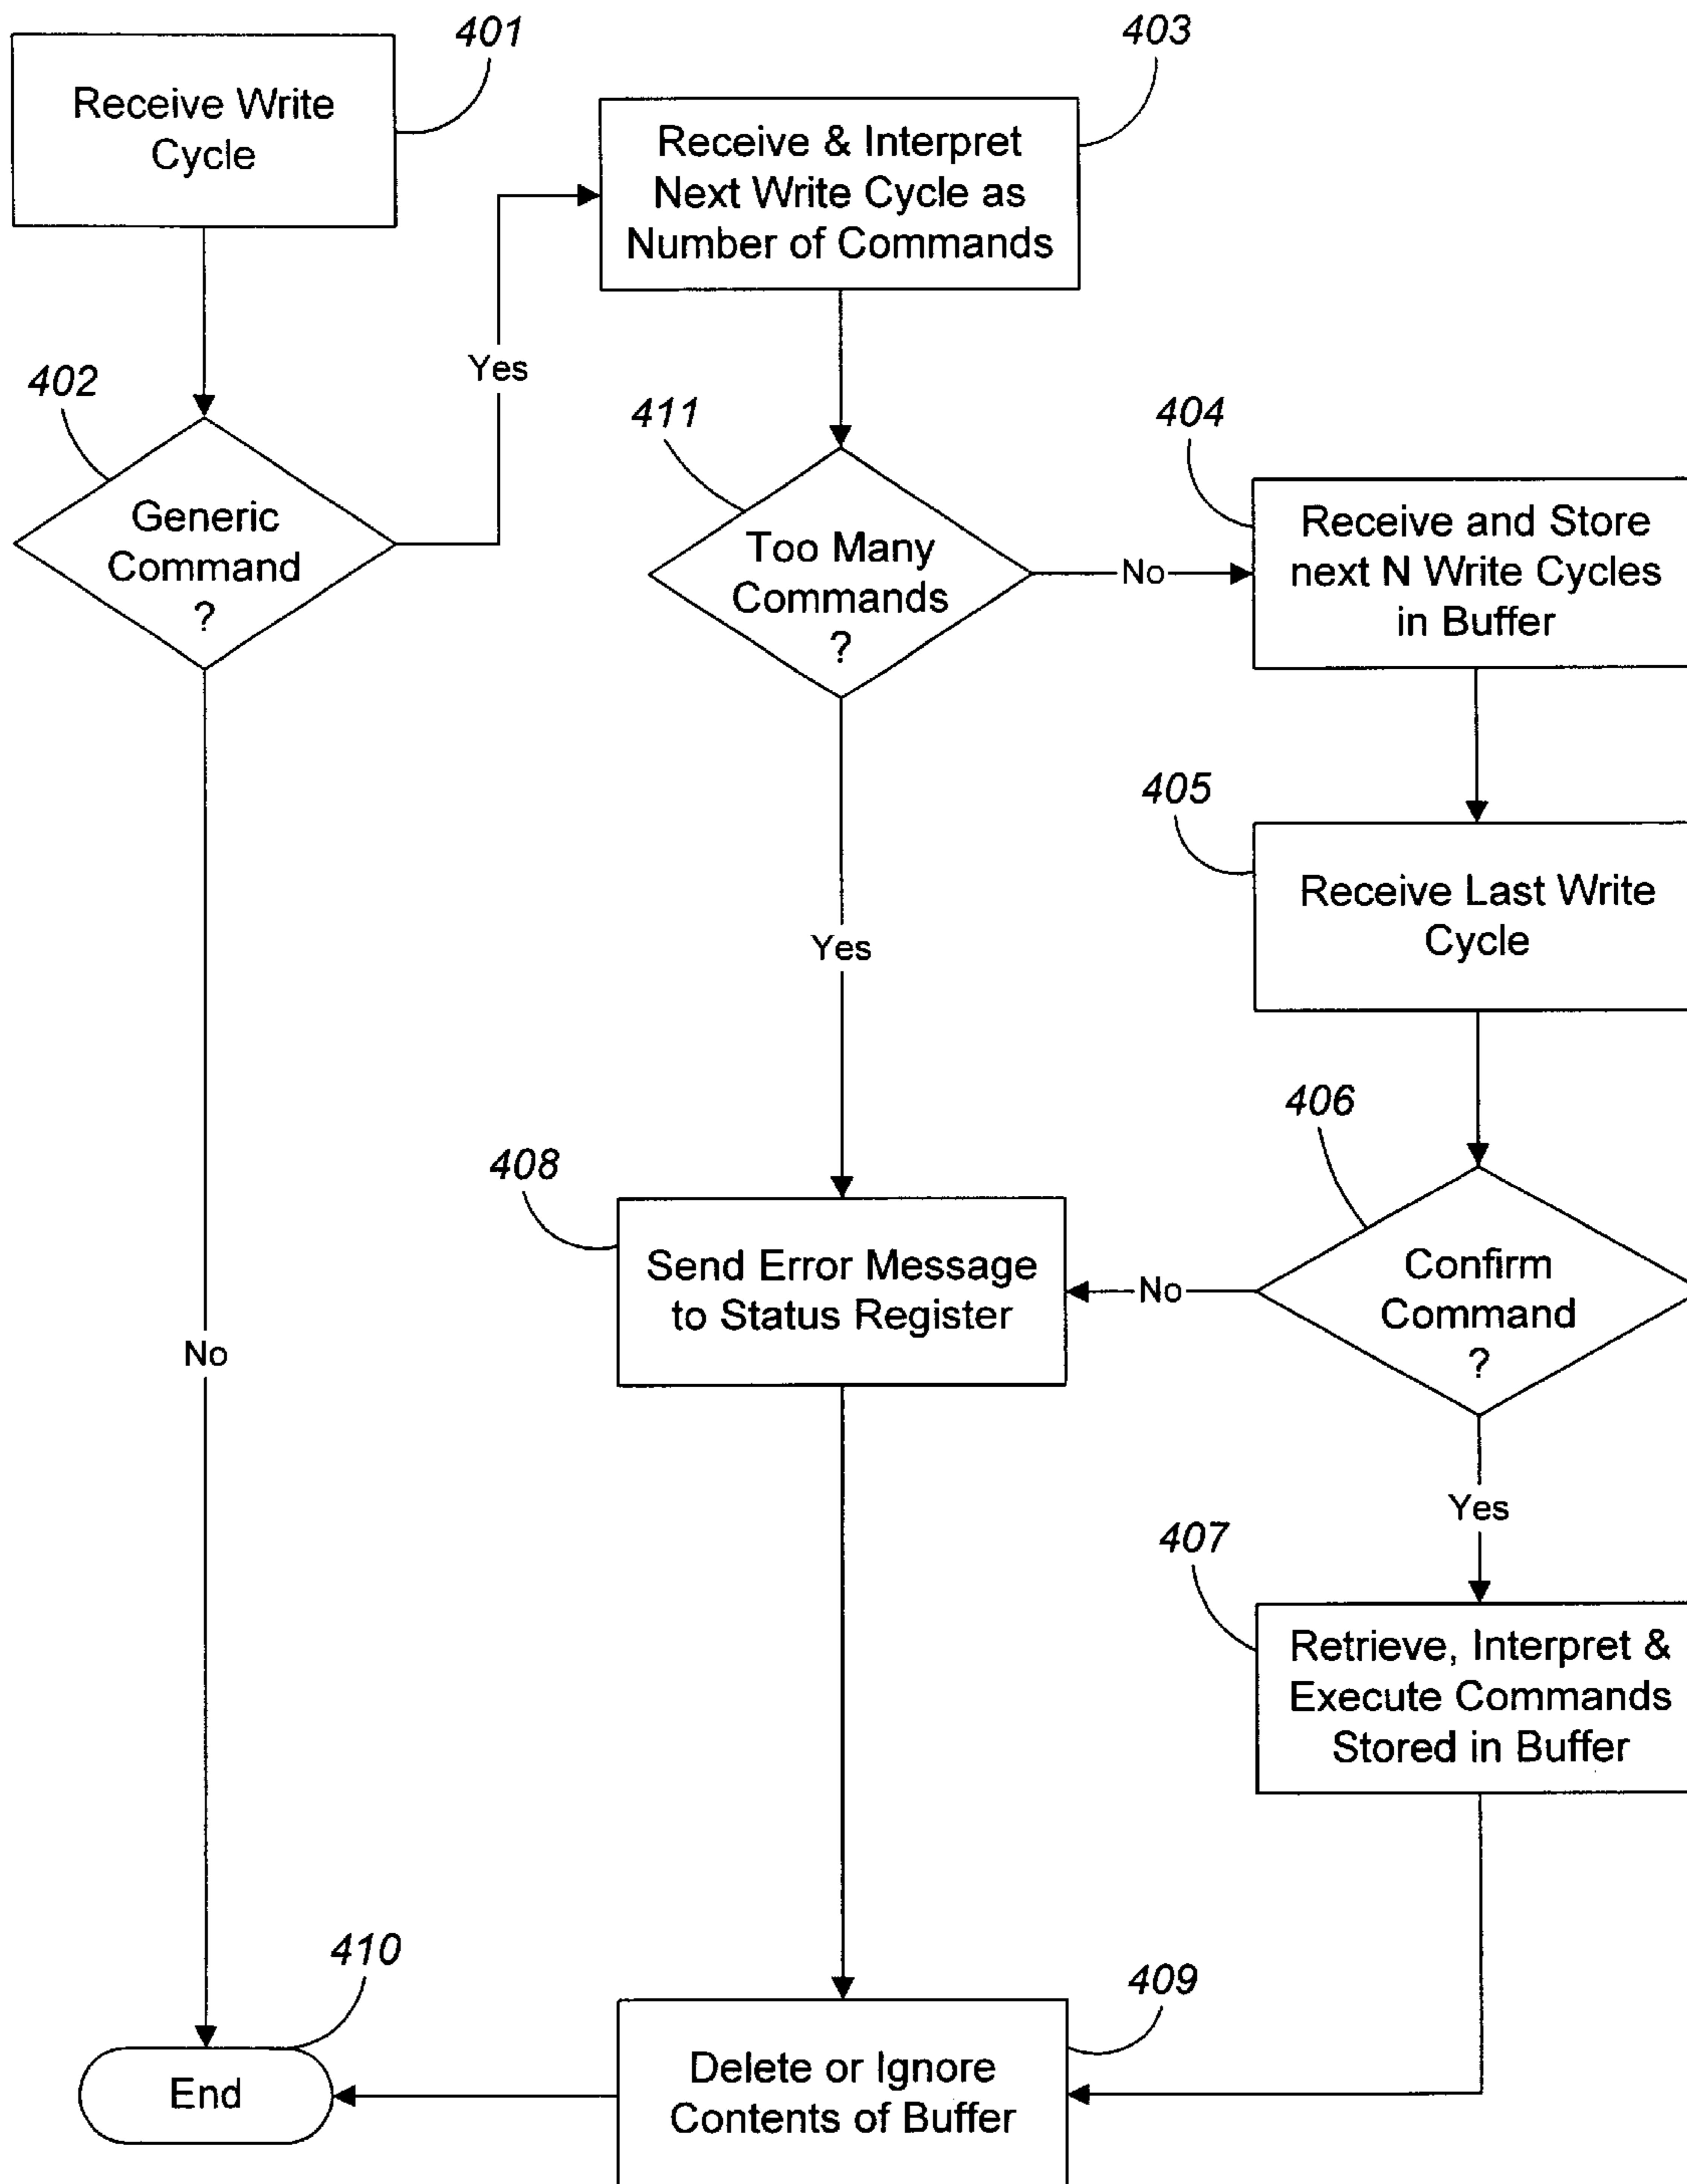 401
Receive Write
Cycle
403
Receive & Interpret
Next Write Cycle as
Number of Commands
Yes
402
Generic
Command
?
411
Too Many
Commands
?
No
404
Receive and Store
next N Write Cycles
in Buffer
405
Receive Last Write
Cycle
Yes
406
Confirm
Command
?
No
408
Send Error Message
to Status Register
No
Yes
407
Retrieve, Interpret &
Execute Commands
Stored in Buffer
410
End
409
Delete or Ignore
Contents of Buffer